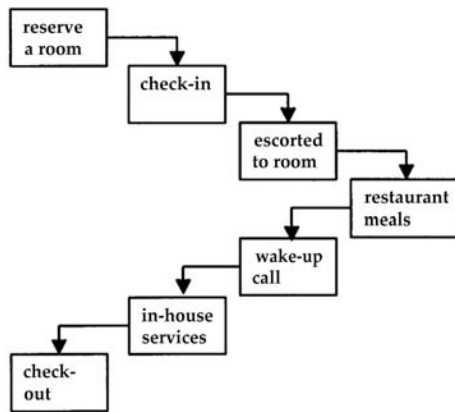 reserve
a room
check-in
escorted
to room
restaurant
meals
wake-up
call
in-house
services
check-
out